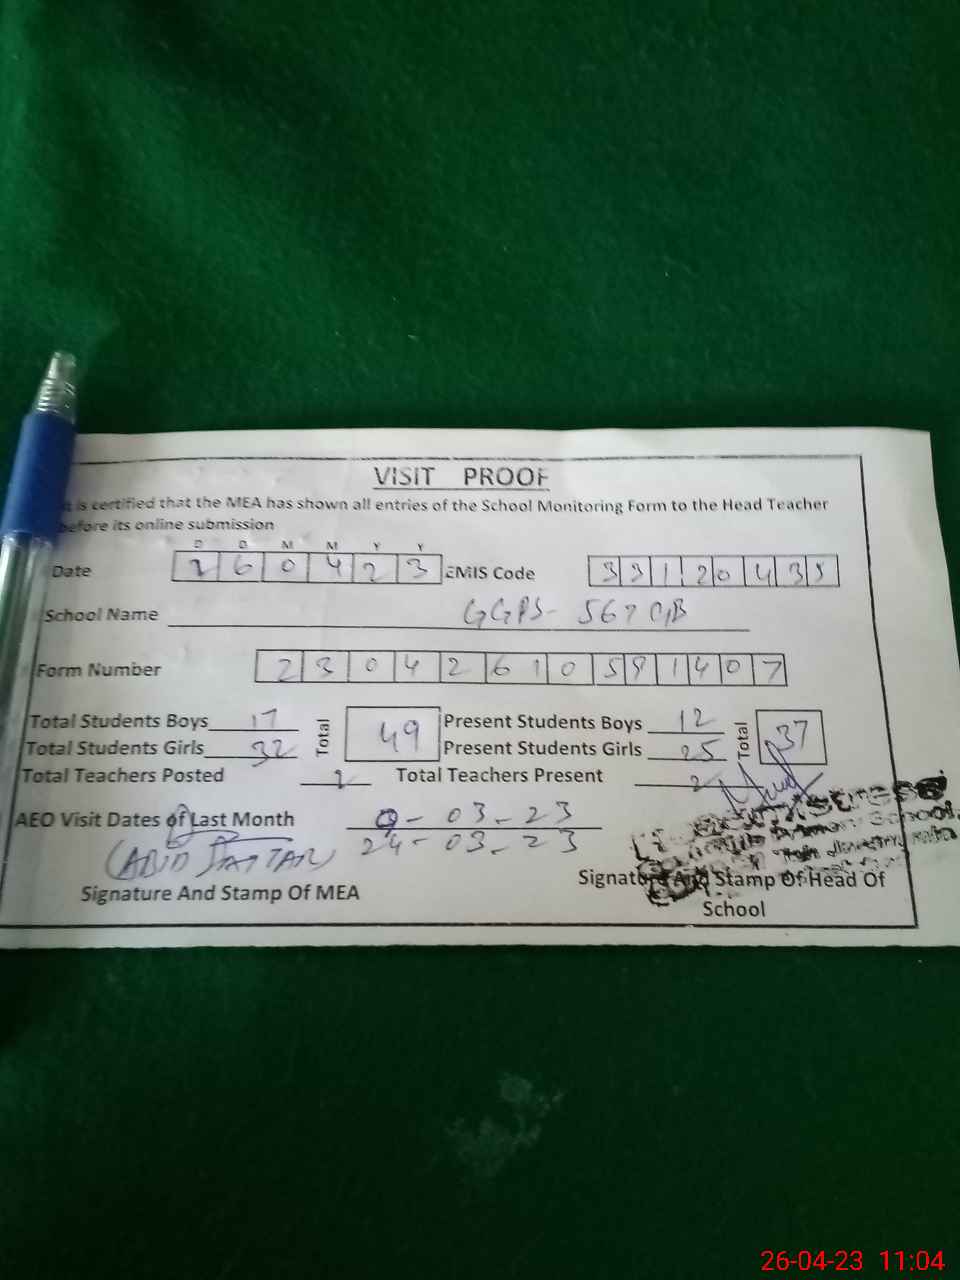 VISIT PROOF
It is certified that the MEA has shown all entries of the School Monitoring Form to the Head Teacher
before its online submission
D D M M Y Y
Date 2 6 0 4 2 3 EMIS Code 3 3 1 2 0 4 3 5
School Name GGPS- 567 GB
Form Number 2 3 0 4 2 6 1 0 5 9 1 4 0 7
Total Students Boys 17 Total 49 Present Students Boys 12 Total 37
Total Students Girls 32 Present Students Girls 25
Total Teachers Posted 2 Total Teachers Present 2
AEO Visit Dates of Last Month - 03 - 23
24 - 03 - 23
(ABID SATTAR)
Signature And Stamp Of MEA
Primary School
Signature And Stamp Of Head Of
School
26-04-23 11:04